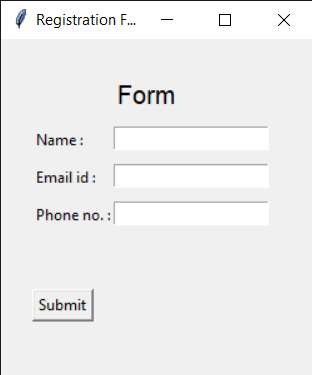 Registration F...
Form
Name :
Email id :
Phone no. :
Submit